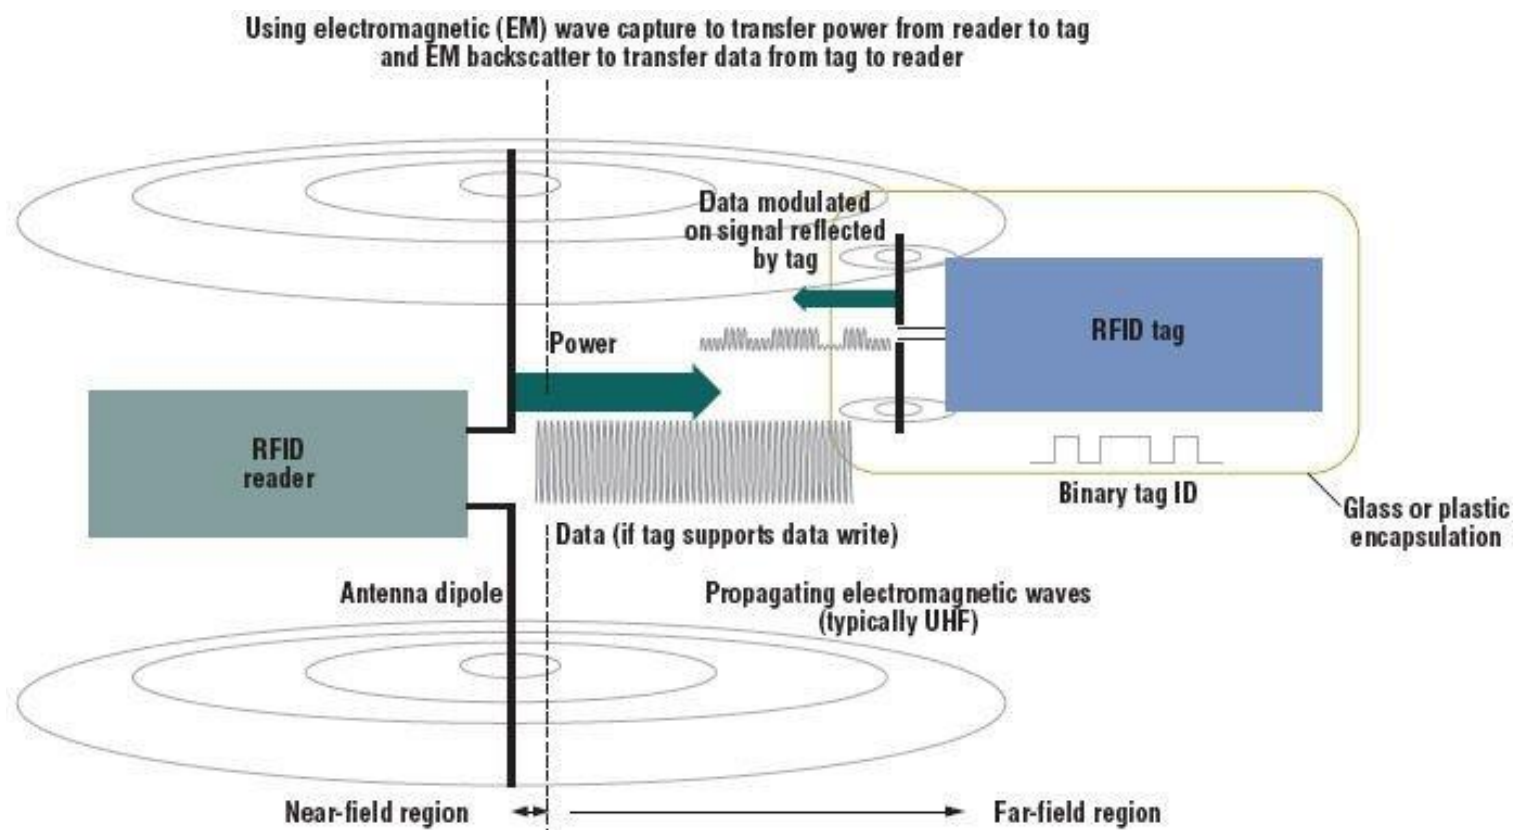 Using electromagnetic (EM) wave capture to transfer power from reader to tag
and EM backscatter to transfer data from tag to reader
Data modulated
on signal reflected
by tag
RFID tag
Power
RFID
reader
Binary tag ID
Glass or plastic
encapsulation
Data (if tag supports data write)
Antenna dipole
Propagating electromagnetic waves
(typically UHF)
Near-field region
Far-field region